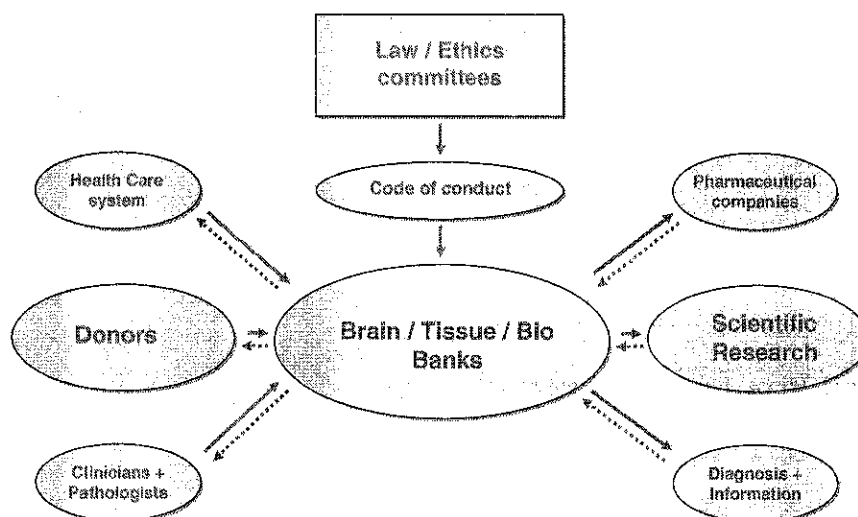 Law / Ethics
committees
Health Care
system
Code of conduct
Pharmaceutical
companies
Donors
Brain / Tissue / Bio
Banks
Scientific
Research
Clinicians +
Pathologists
Diagnosis +
Information